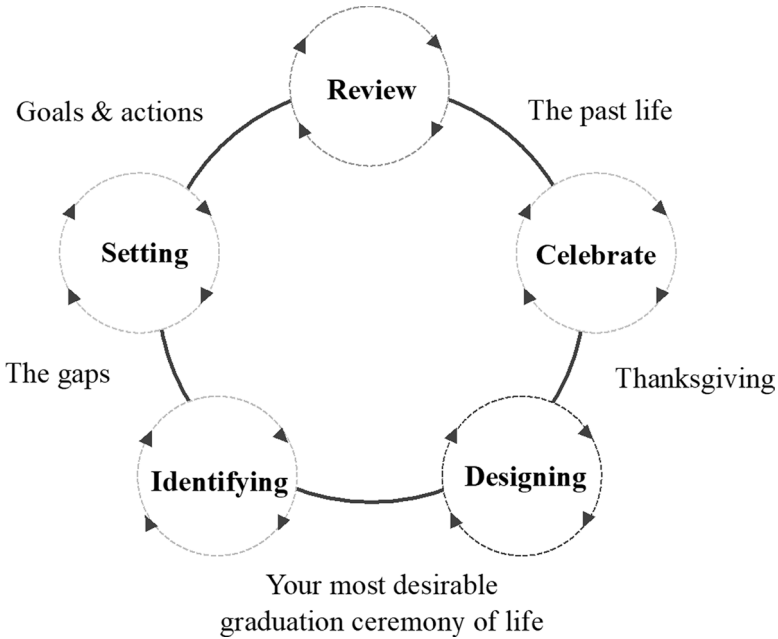 Review
Goals & actions
The past life
Setting
Celebrate
The gaps
Thanksgiving
Identifying
Designing
Your most desirable
graduation ceremony of life